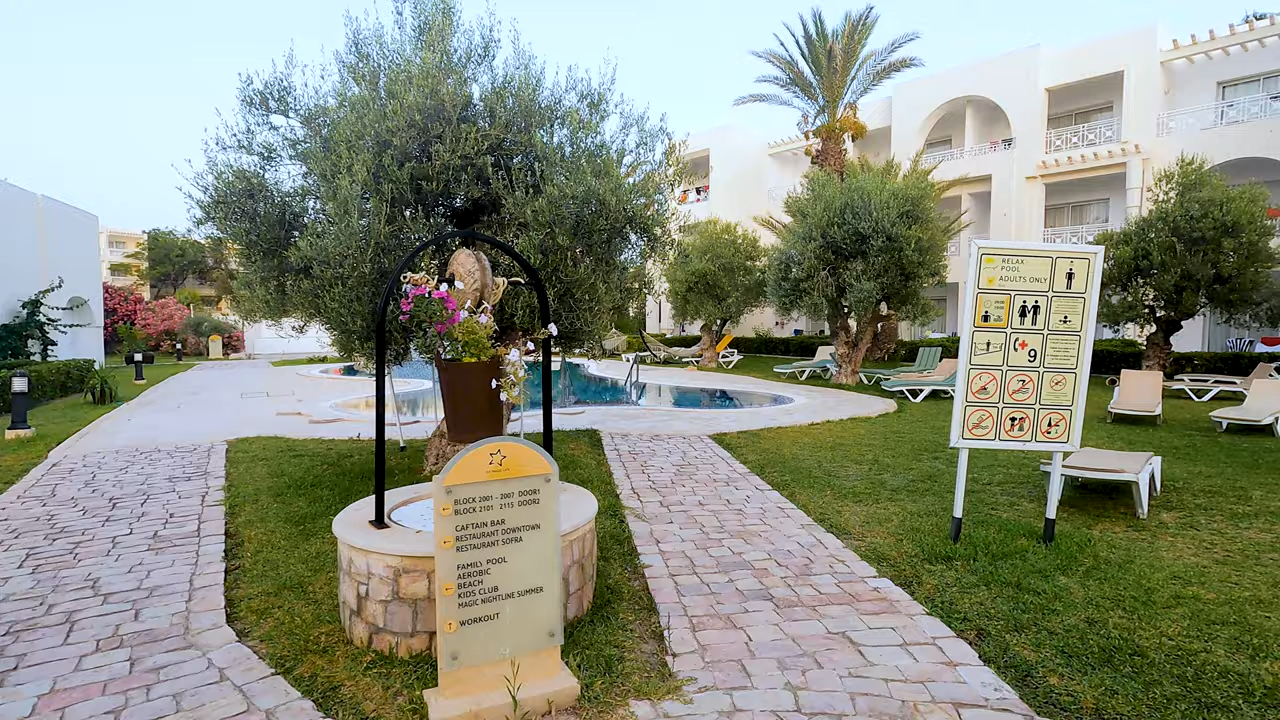 BLOCK 2001 - 2007 DOOR1
BLOCK 2101 2115 DOOR2
CAFTAIN BAR
RESTAURANT DOWNTOWN
RESTAURANT SOFRA
FAMILY POOL
AEROBIC
BEACH
KIDS CLUB
MAGIC NIGHTLINE SUMMER
WORKOUT
RELAX
POOL
ADULTS ONLY
9